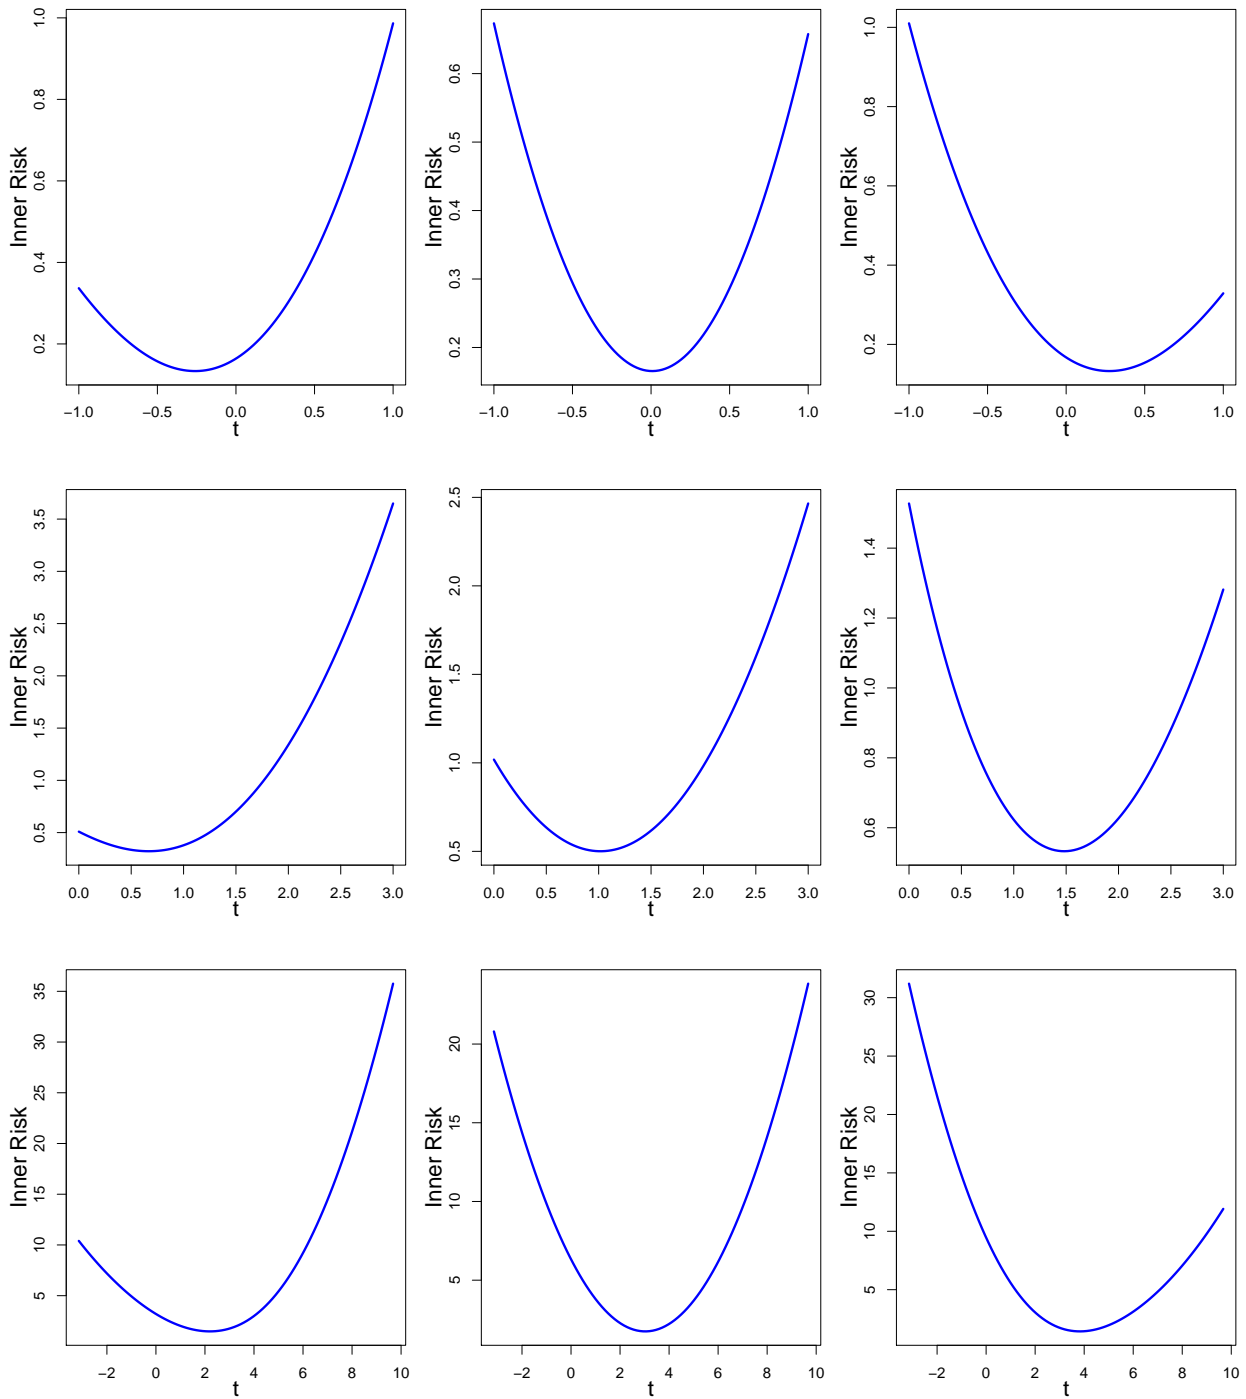 Inner Risk
0.2 0.4 0.6 0.8 1.0
−1.0 −0.5 0.0 0.5 1.0
t
Inner Risk
0.2 0.3 0.4 0.5 0.6
−1.0 −0.5 0.0 0.5 1.0
t
Inner Risk
0.2 0.4 0.6 0.8 1.0
−1.0 −0.5 0.0 0.5 1.0
t
Inner Risk
0.5 1.0 1.5 2.0 2.5 3.0 3.5
0.0 0.5 1.0 1.5 2.0 2.5 3.0
t
Inner Risk
0.5 1.0 1.5 2.0 2.5
0.0 0.5 1.0 1.5 2.0 2.5 3.0
t
Inner Risk
0.6 0.8 1.0 1.2 1.4
0.0 0.5 1.0 1.5 2.0 2.5 3.0
t
Inner Risk
5 10 15 20 25 30 35
−2 0 2 4 6 8 10
t
Inner Risk
5 10 15 20
−2 0 2 4 6 8 10
t
Inner Risk
5 10 15 20 25 30
−2 0 2 4 6 8 10
t